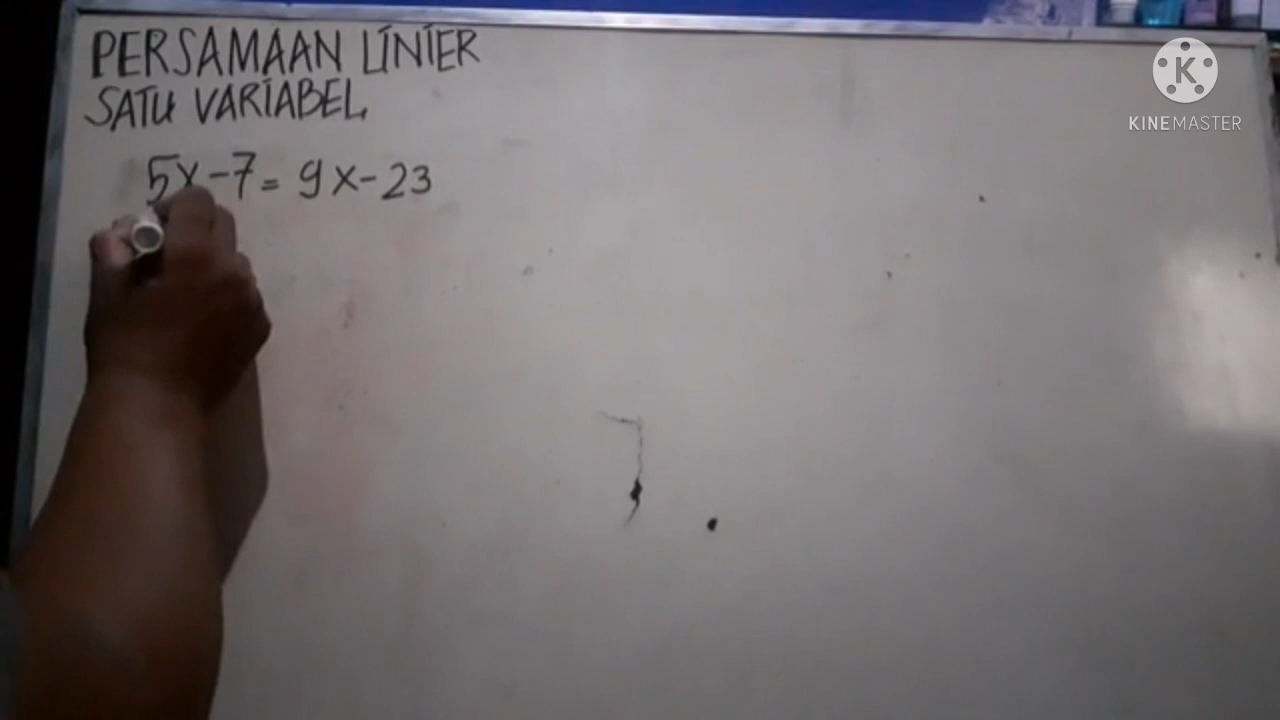 PERSAMAAN LINIER
SATU VARIABEL
5x-7= 9x-23
KINEMASTER